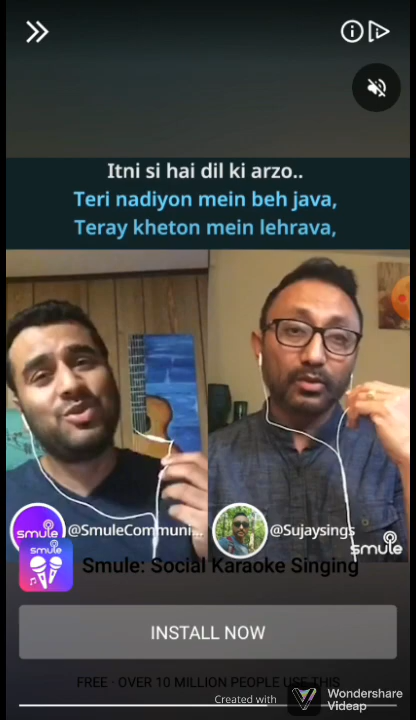 Itni si hai dil ki arzo..
Teri nadiyon mein beh java,
Teray kheton mein lehrava,
smule
@SmuleCommuni...
@Sujaysings
smule
smule
Smule: Social Karaoke Singing
INSTALL NOW
FREE · OVER 10 MILLION PEOPLE USE THIS
Created with
Wondershare
Videap